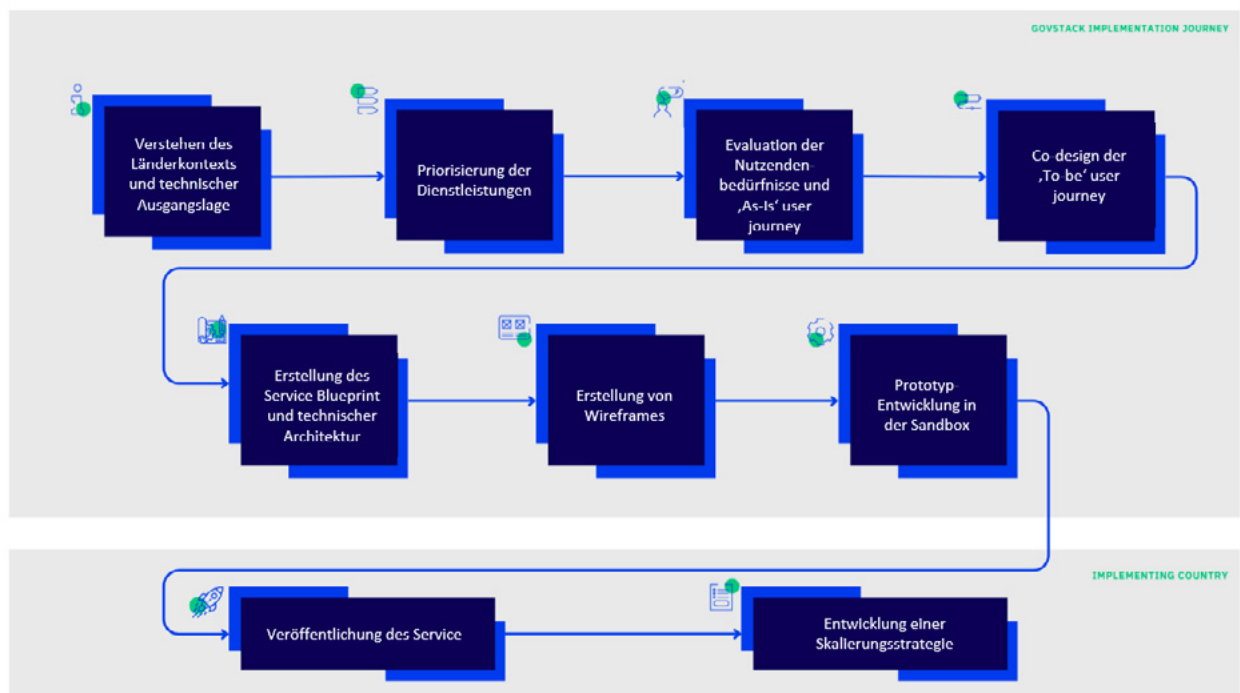 GOVSTACK IMPLEMENTATION JOURNEY
Verstehen des
Länderkontexts
und technischer
Ausgangslage
Priorisierung der
Dienstleistungen
Evaluation der
Nutzenden-
bedürfnisse und
‚As-Is‘ user
journey
Co-design der
‚To-be‘ user
journey
Erstellung des
Service Blueprint
und technischer
Architektur
Erstellung von
Wireframes
Prototyp-
Entwicklung in
der Sandbox
IMPLEMENTING COUNTRY
Veröffentlichung des Service
Entwicklung einer
Skalierungsstrategie